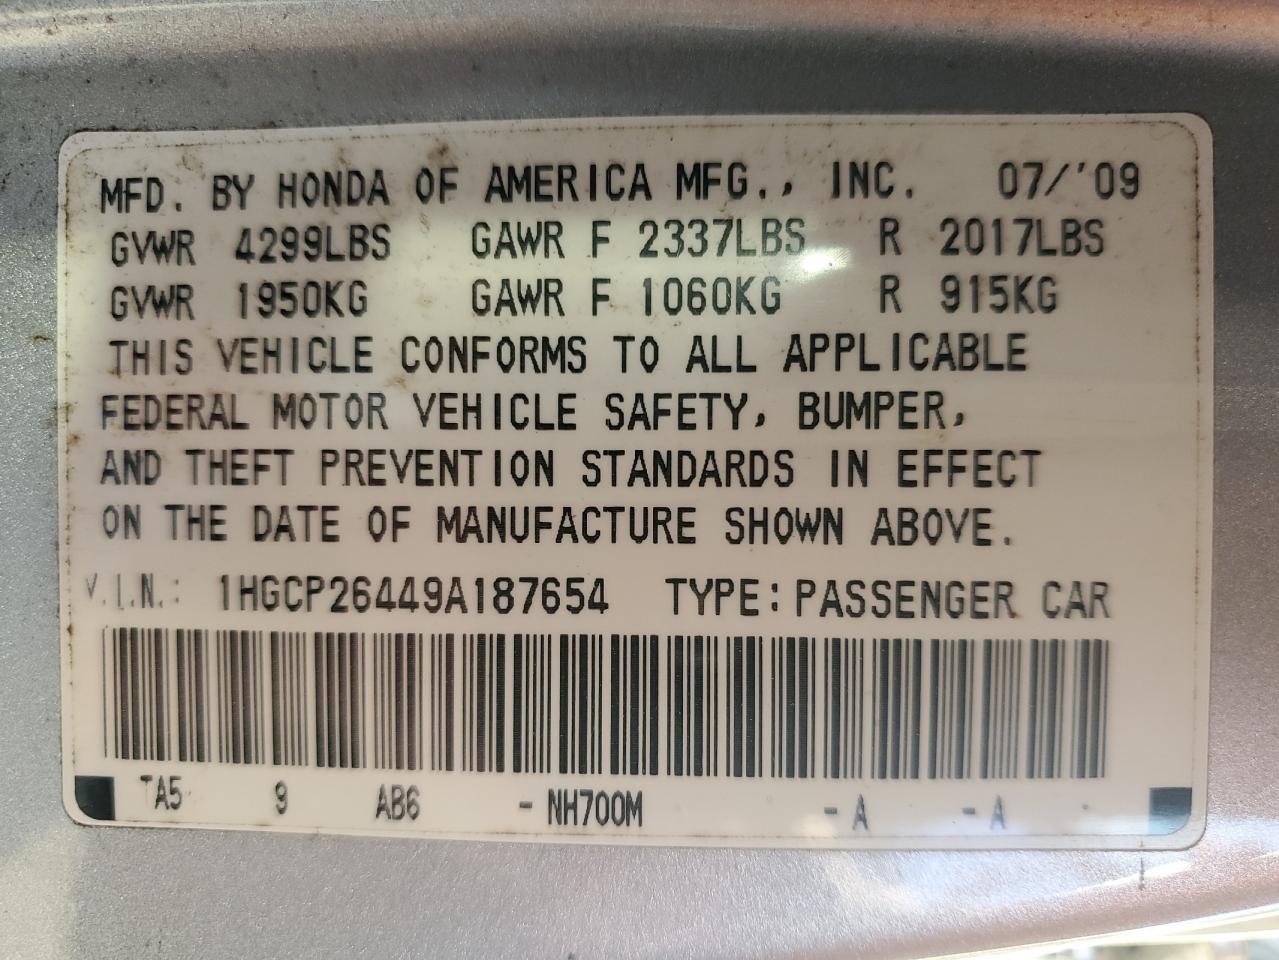 MFD. BY HONDA OF AMERICA MFG., INC. 07/'09
GVWR 4299LBS GAWR F 2337LBS R 2017LBS
GVWR 1950KG GAWR F 1060KG R 915KG
THIS VEHICLE CONFORMS TO ALL APPLICABLE
FEDERAL MOTOR VEHICLE SAFETY, BUMPER,
AND THEFT PREVENTION STANDARDS IN EFFECT
ON THE DATE OF MANUFACTURE SHOWN ABOVE.
V.I.N.: 1HGCP26449A187654 TYPE: PASSENGER CAR
TA5 9 AB6 - NH700M - A - A -